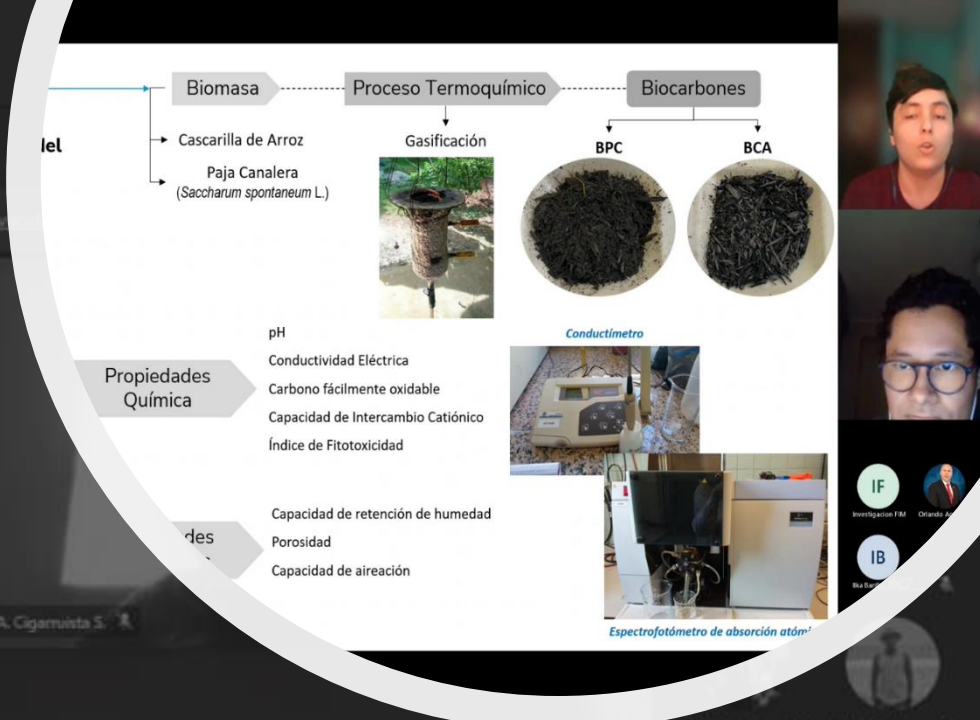 Biomasa
Proceso Termoquímico
Biocarbones
Cascarilla de Arroz
Paja Canalera
(Saccharum spontaneum L.)
Gasificación
BPC
BCA
pH
Conductividad Eléctrica
Carbono fácilmente oxidable
Capacidad de Intercambio Catiónico
Índice de Fitotoxicidad
Propiedades
Química
Conductímetro
Capacidad de retención de humedad
Porosidad
Capacidad de aireación
des
Espectrofotómetro de absorción atómi
IF
Investigacion FIM
Orlando
IB
A. Cigarruista S.